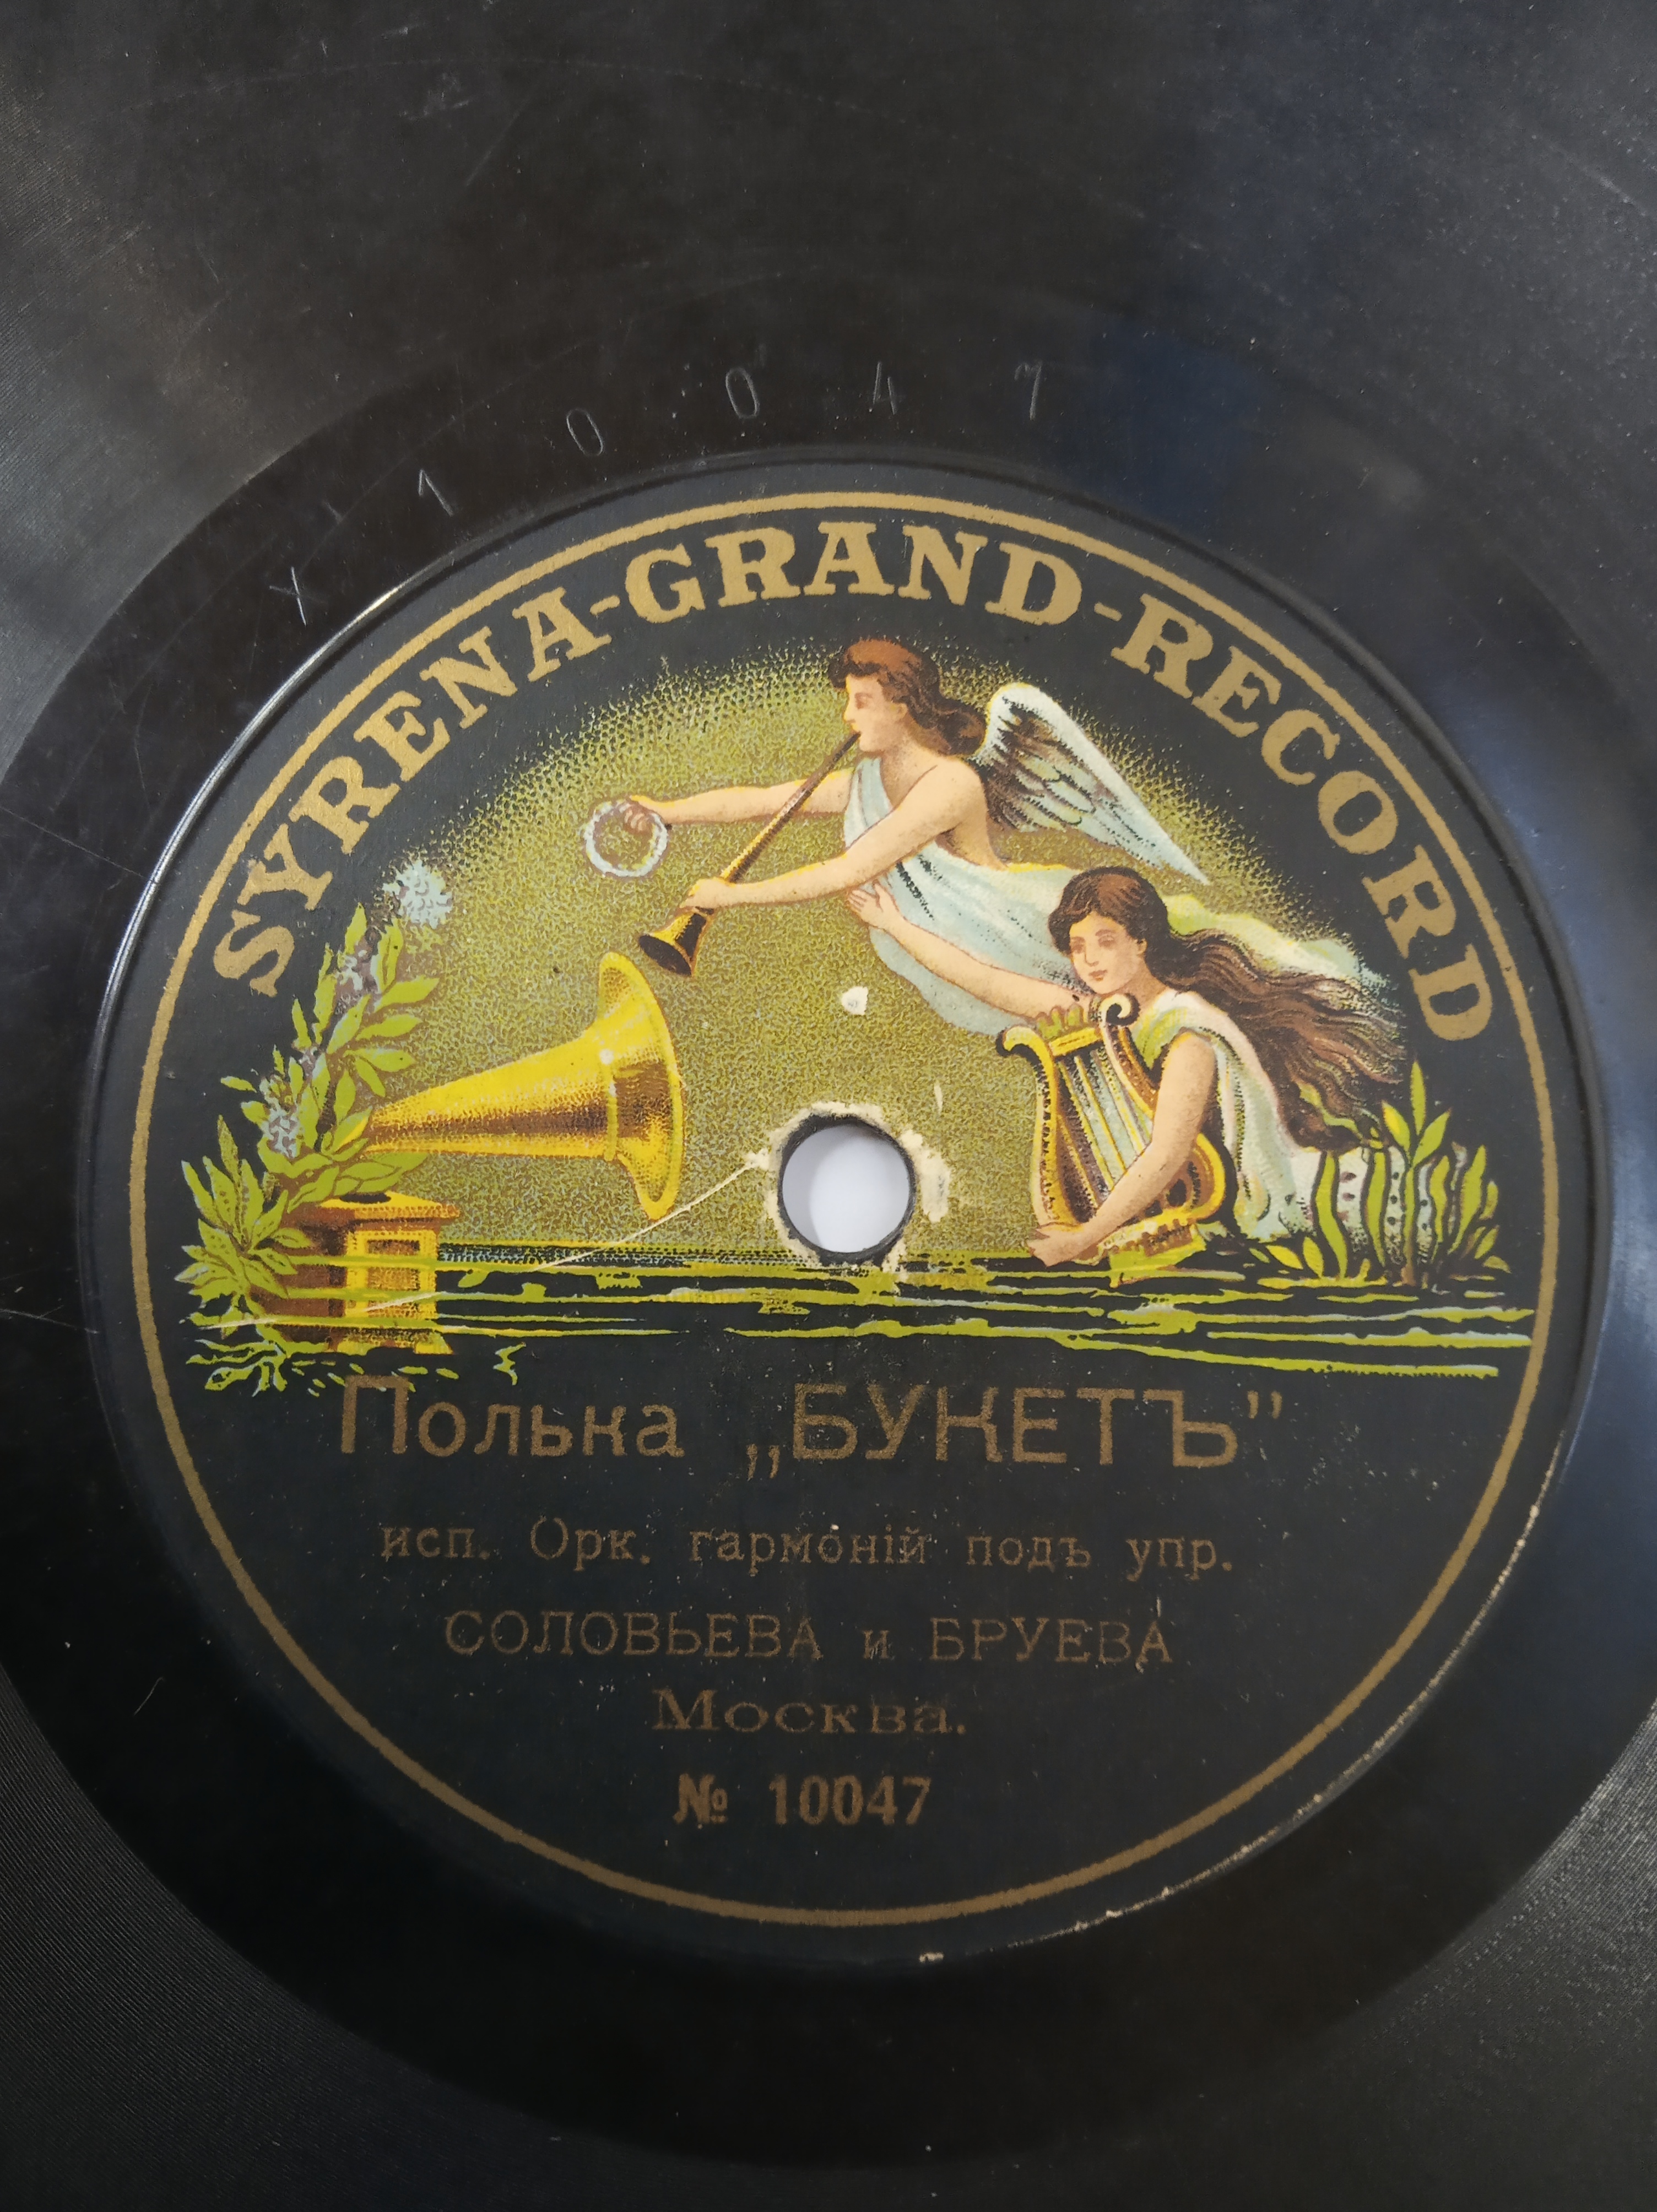 X 1 0 0 4 7
SYRENA-GRAND-RECORD
Полька „БУКЕТЪ”
исп. Орк. гармоній подъ упр.
СОЛОВЬЕВА и БРУЕВА
Москва.
№ 10047